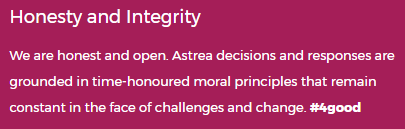 Honesty and Integrity
We are honest and open. Astrea decisions and responses are
grounded in time-honoured moral principles that remain
constant in the face of challenges and change. #4good